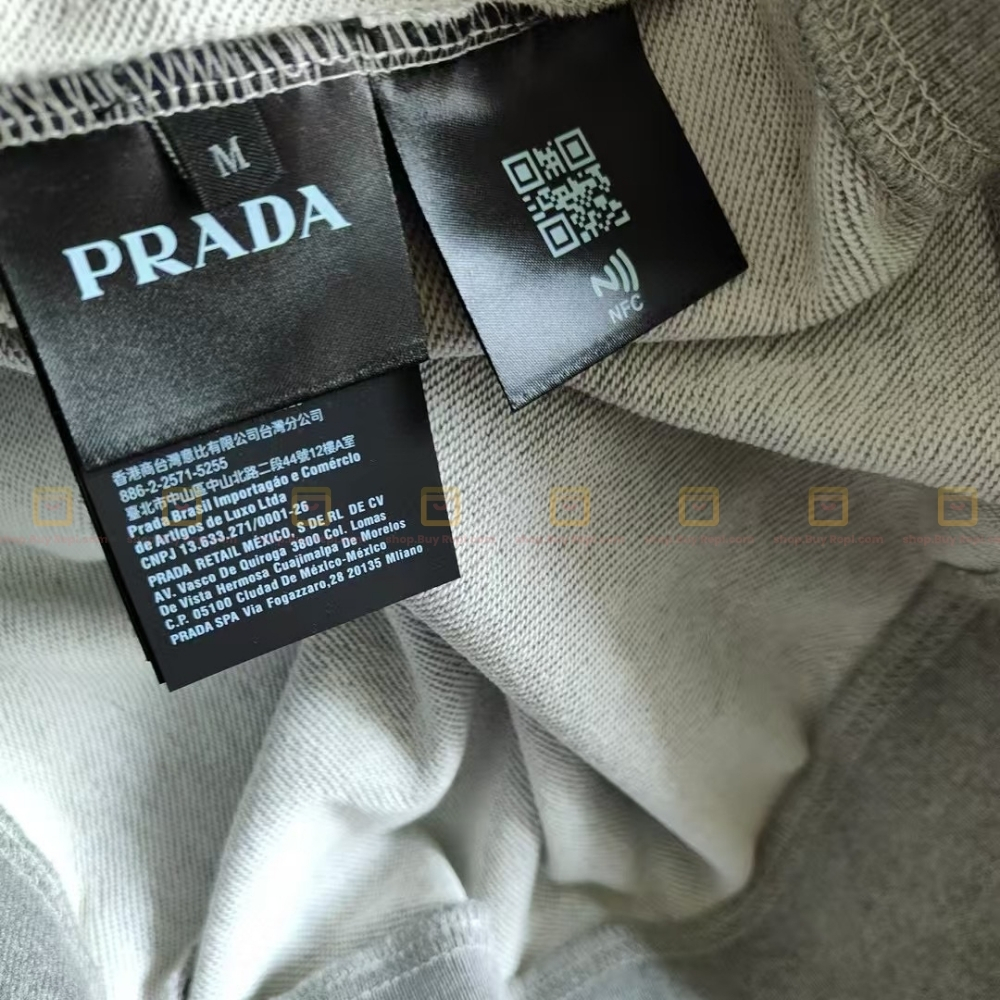 M
PRADA
NFC
香港商台灣意比有限公司台灣分公司
886-2-2571-5255
臺北市中山區中山北路二段44號12樓A室
Prada Brasil Importagão e Comérclo
de Artigos de Luxo Ltda
CNPJ 13.633.271/0001-26
PRADA RETAIL MÉXICO, S DE RL DE CV
AV. Vasco De Quiroga 3800 Col. Lomas
De Vista Hermosa Cuajimalpa De Morolos
C.P. 05100 Cludad De México-México
PRADA SPA Via Fogazzaro,28 20135 Mliano